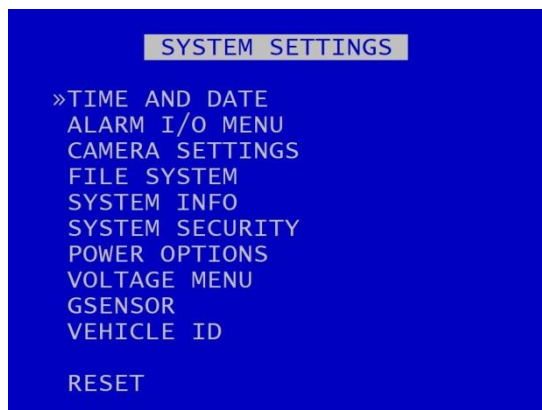 SYSTEM SETTINGS
»TIME AND DATE
ALARM I/O MENU
CAMERA SETTINGS
FILE SYSTEM
SYSTEM INFO
SYSTEM SECURITY
POWER OPTIONS
VOLTAGE MENU
GSENSOR
VEHICLE ID
RESET